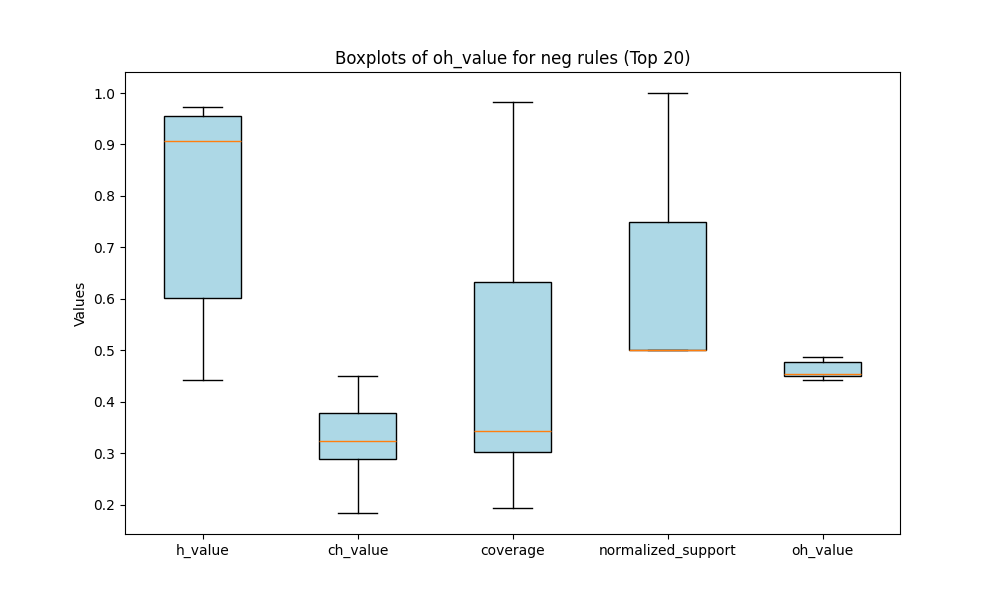 Boxplots of oh_value for neg rules (Top 20)
Values
1.0
0.9
0.8
0.7
0.6
0.5
0.4
0.3
0.2
h_value
ch_value
coverage
normalized_support
oh_value